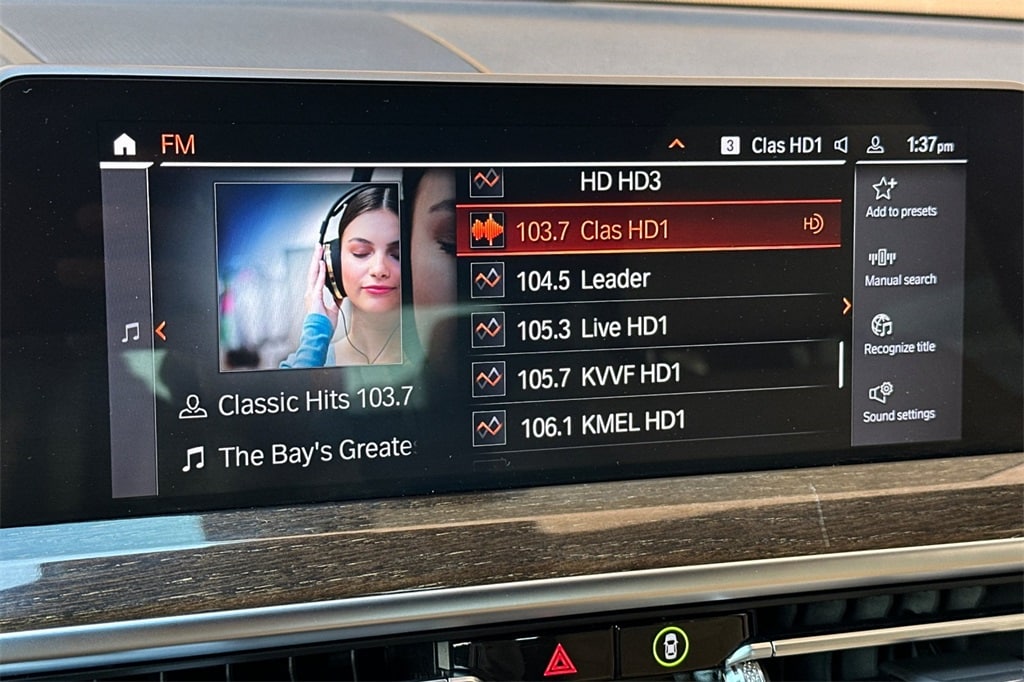 FM
3 Clas HD1 1:37pm
HD HD3
103.7 Clas HD1 HD
104.5 Leader
105.3 Live HD1
105.7 KVVF HD1
106.1 KMEL HD1
Classic Hits 103.7
The Bay's Greate
Add to presets
Manual search
Recognize title
Sound settings